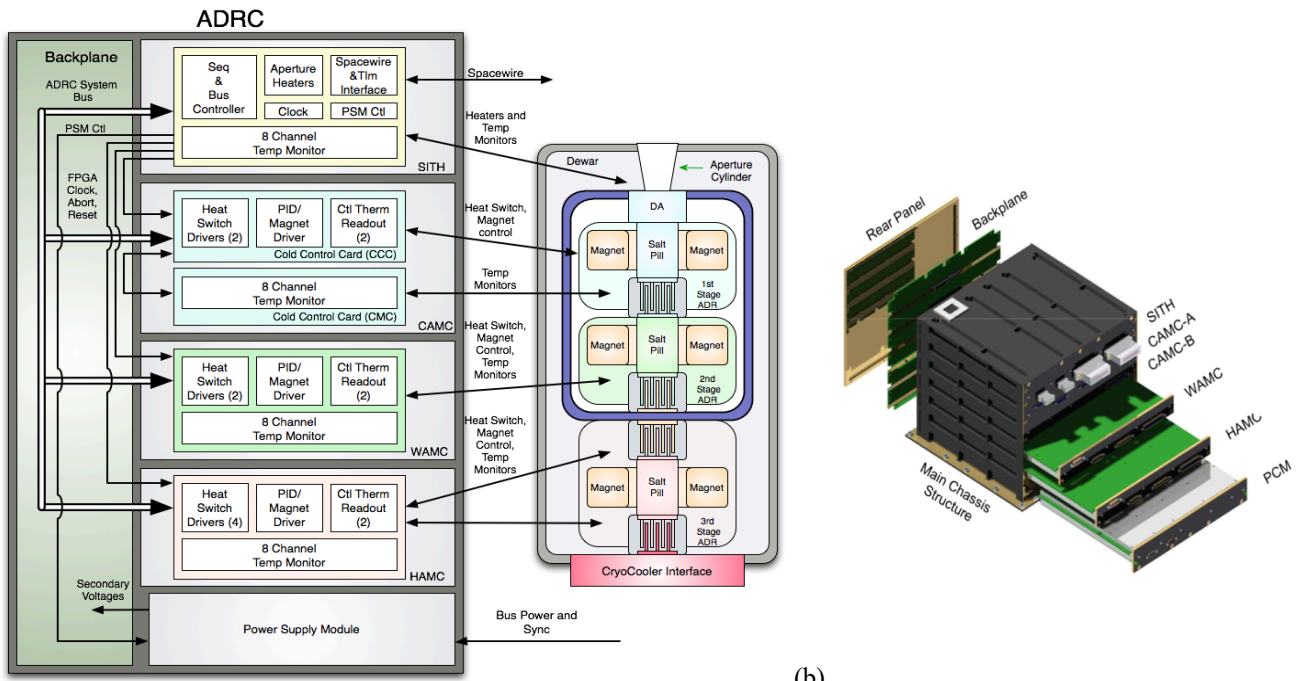 ADRC
Backplane
ADRC System
Bus
PSM Ctl
FPGA
Clock,
Abort,
Reset
Secondary
Voltages
Seq
&
Bus
Controller
Aperture
Heaters
Spacewire
&Tlm
Interface
Clock
PSM Ctl
8 Channel
Temp Monitor
SITH
Heat
Switch
Drivers (2)
PID/
Magnet
Driver
Ctl Therm
Readout
(2)
Cold Control Card (CCC)
8 Channel
Temp Monitor
Cold Control Card (CMC)
CAMC
Heat
Switch
Drivers (2)
PID/
Magnet
Driver
Ctl Therm
Readout
(2)
8 Channel
Temp Monitor
WAMC
Heat
Switch
Drivers (4)
PID/
Magnet
Driver
Ctl Therm
Readout
(2)
8 Channel
Temp Monitor
HAMC
Power Supply Module
Spacewire
Heaters and
Temp
Monitors
Heat Switch,
Magnet
control
Temp
Monitors
Heat Switch,
Magnet
Control,
Temp
Monitors
Heat Switch,
Magnet
Control,
Temp
Monitors
Bus Power and
Sync
Dewar
Aperture
Cylinder
DA
Magnet
Salt
Pill
Magnet
1st
Stage
ADR
Magnet
Salt
Pill
Magnet
2nd
Stage
ADR
Magnet
Salt
Pill
Magnet
3rd
Stage
ADR
CryoCooler Interface
Rear Panel
Backplane
SITH
CAMC-A
CAMC-B
WAMC
HAMC
PCM
Main Chassis
Structure
(b)